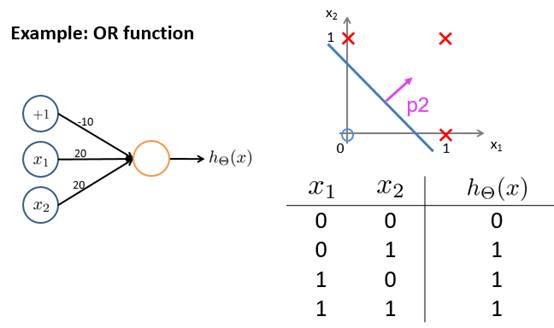 Example: OR function
+1
-10
x₁
20
x₂
20
hΘ(x)
x₂
1
p2
0
1
x₁
x₁ x₂ hΘ(x)
0 0 0
0 1 1
1 0 1
1 1 1